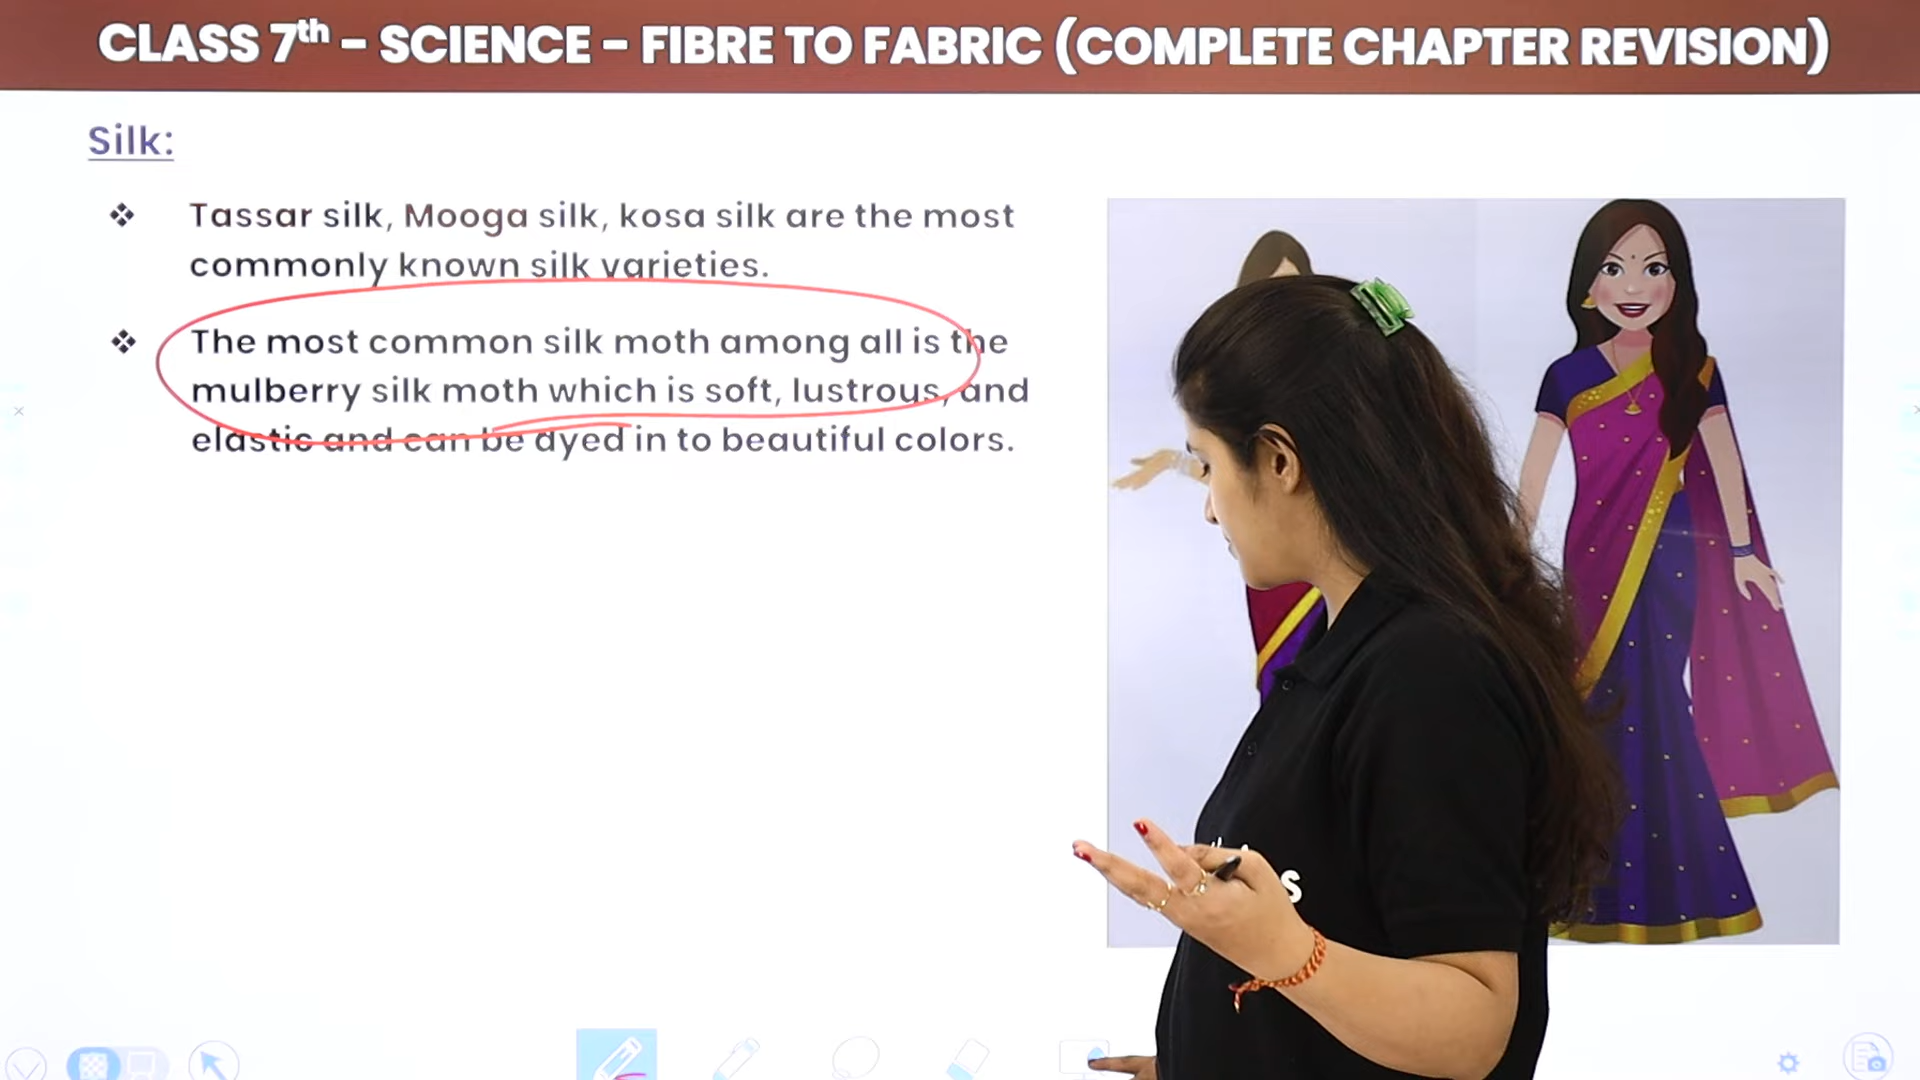 CLASS 7th - SCIENCE - FIBRE TO FABRIC (COMPLETE CHAPTER REVISION)
Silk:
❖ Tassar silk, Mooga silk, kosa silk are the most
commonly known silk varieties.
❖ The most common silk moth among all is the
mulberry silk moth which is soft, lustrous, and
elastic and can be dyed in to beautiful colors.